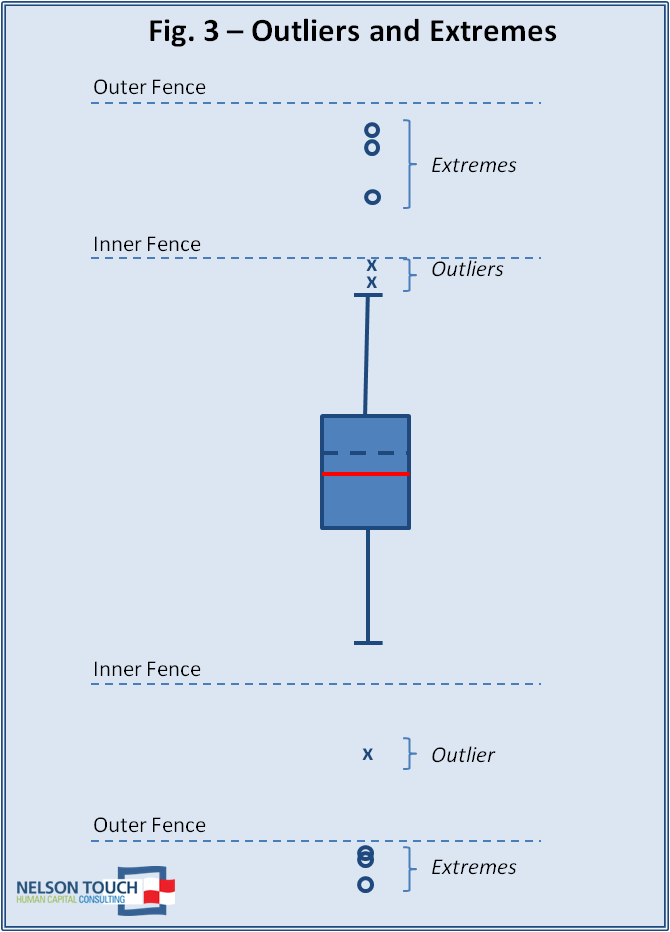 Fig. 3 – Outliers and Extremes
Outer Fence
Extremes
Inner Fence
x
Outliers
x
Inner Fence
x
Outlier
Outer Fence
Extremes
NELSON TOUCH
HUMAN CAPITAL CONSULTING